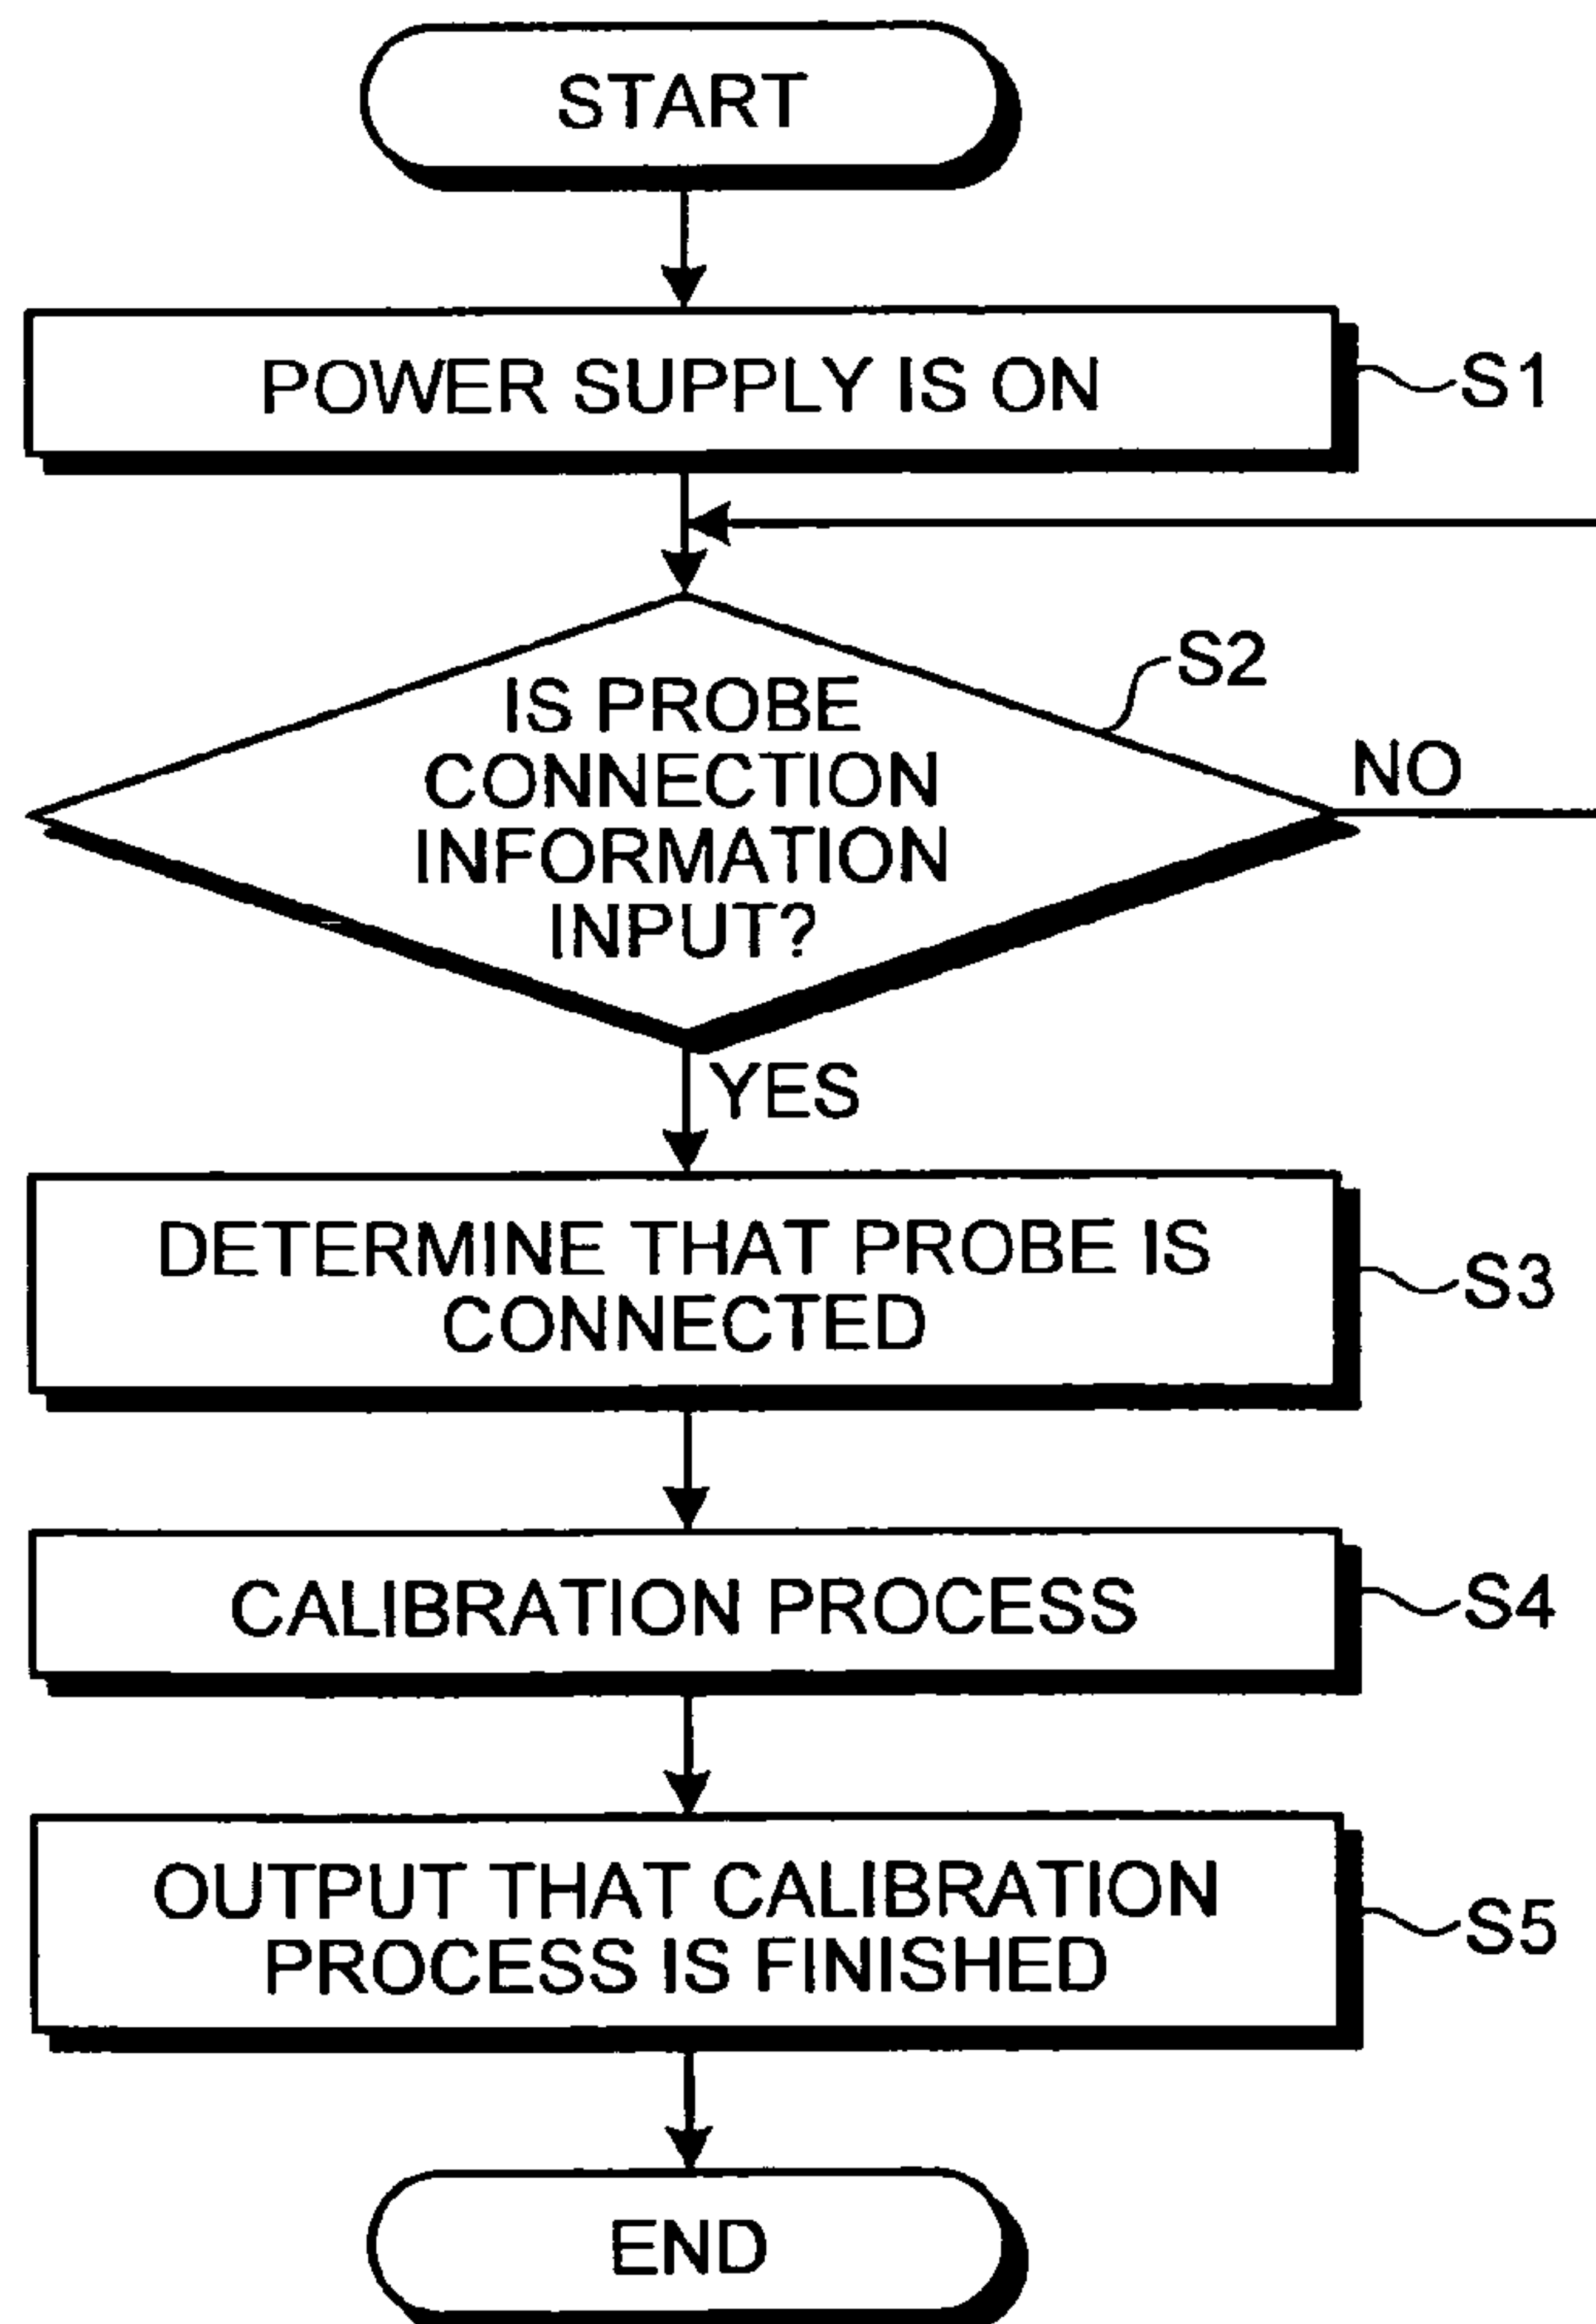 START
POWER SUPPLY IS ON
S1
S2
IS PROBE
CONNECTION
INFORMATION
INPUT?
NO
YES
DETERMINE THAT PROBE IS
CONNECTED
S3
CALIBRATION PROCESS
S4
OUTPUT THAT CALIBRATION
PROCESS IS FINISHED
S5
END